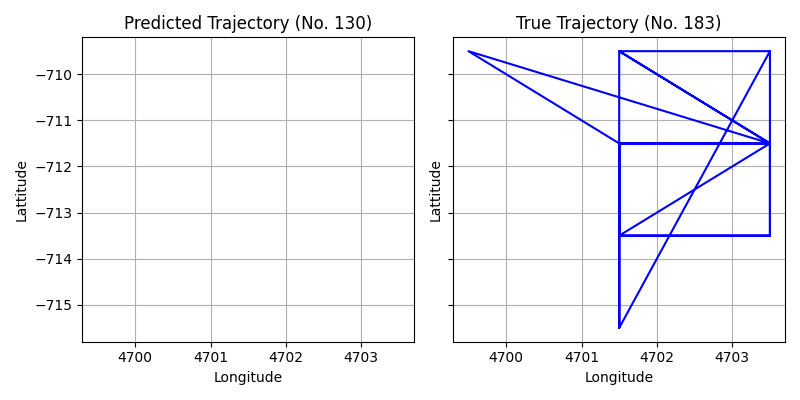 Predicted Trajectory (No. 130)
−710
−711
−712
−713
−714
−715
Lattitude
4700 4701 4702 4703
Longitude
True Trajectory (No. 183)
Lattitude
4700 4701 4702 4703
Longitude